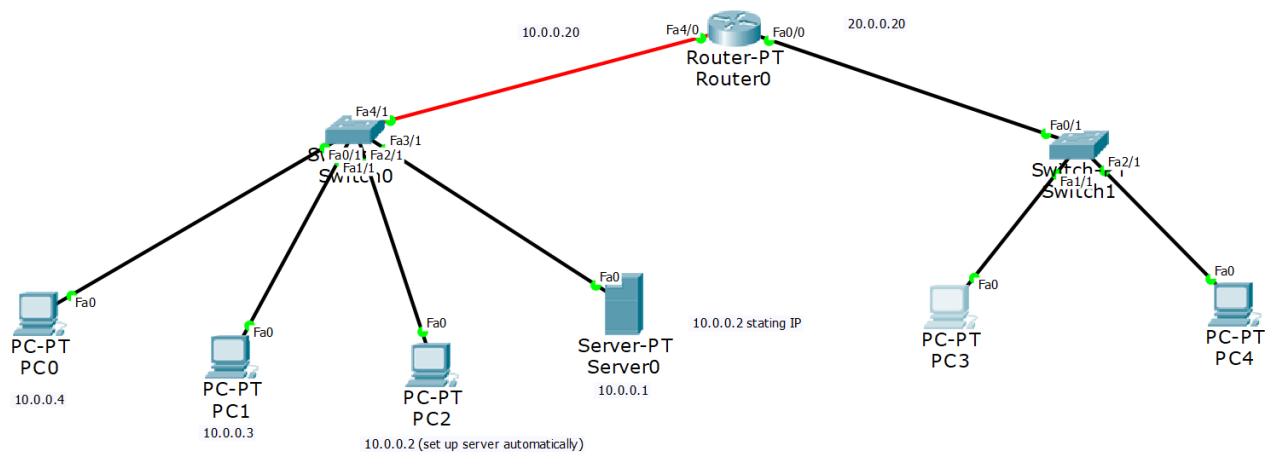 10.0.0.20
20.0.0.20
Fa4/0
Fa0/0
Router-PT
Router0
Fa4/1
Fa3/1
Fa0/1
Fa2/1
Fa1/1
Switch0
Fa0/1
Fa2/1
Fa1/1
Switch1
Fa0
PC-PT
PC0
10.0.0.4
Fa0
PC-PT
PC1
10.0.0.3
Fa0
PC-PT
PC2
10.0.0.2 (set up server automatically)
Fa0
Server-PT
Server0
10.0.0.1
10.0.0.2 stating IP
Fa0
PC-PT
PC3
Fa0
PC-PT
PC4